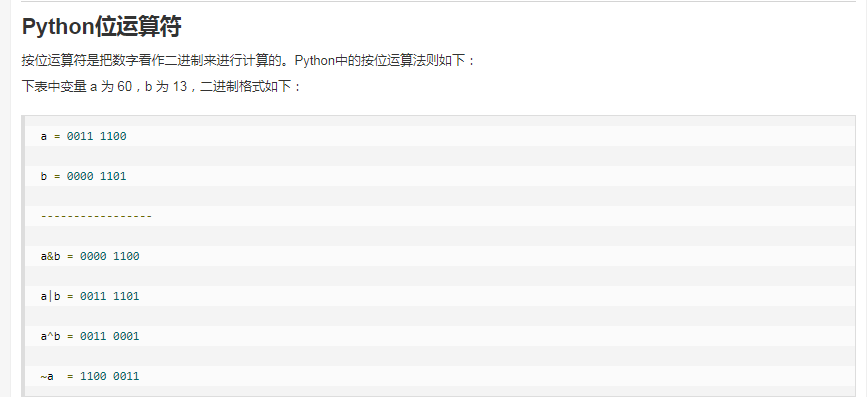 Python位运算符
按位运算符是把数字看作二进制来进行计算的。Python中的按位运算法则如下：
下表中变量 a 为 60，b 为 13，二进制格式如下：
a = 0011 1100
b = 0000 1101
-----------------
a&b = 0000 1100
a|b = 0011 1101
a^b = 0011 0001
~a  = 1100 0011